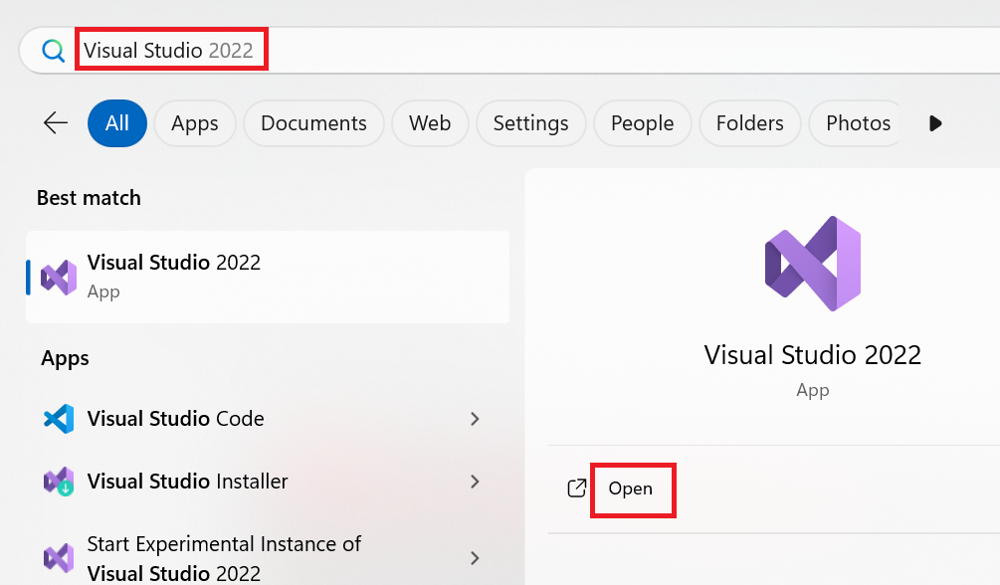 Visual Studio 2022
All Apps Documents Web Settings People Folders Photos
Best match
Visual Studio 2022
App
Apps
Visual Studio Code
Visual Studio Installer
Start Experimental Instance of
Visual Studio 2022
Visual Studio 2022
App
Open